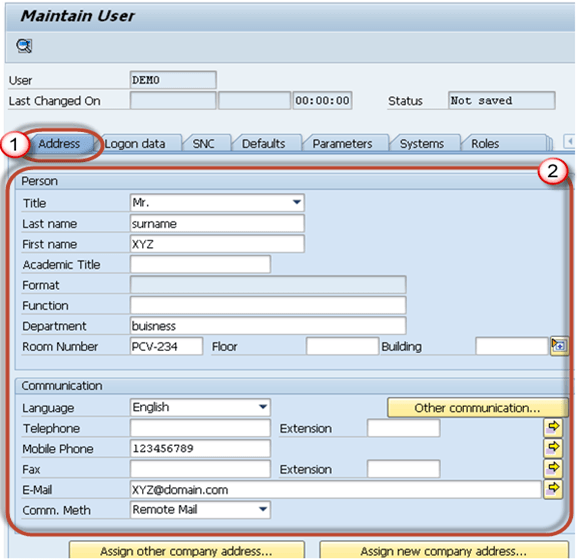 Maintain User
User DEMO
Last Changed On 00:00:00 Status Not saved
1 Address Logon data SNC Defaults Parameters Systems Roles
2
Person
Title Mr.
Last name surname
First name XYZ
Academic Title
Format
Function
Department buisness
Room Number PCV-234 Floor Building
Communication
Language English Other communication...
Telephone Extension
Mobile Phone 123456789
Fax Extension
E-Mail XYZ@domain.com
Comm. Meth Remote Mail
Assign other company address... Assign new company address...